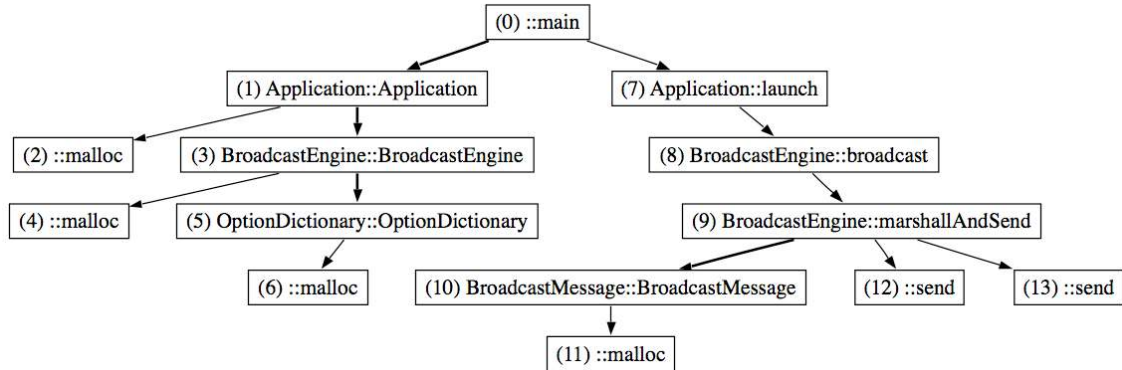 (0) ::main
(1) Application::Application
(7) Application::launch
(2) ::malloc
(3) BroadcastEngine::BroadcastEngine
(8) BroadcastEngine::broadcast
(4) ::malloc
(5) OptionDictionary::OptionDictionary
(9) BroadcastEngine::marshallAndSend
(6) ::malloc
(10) BroadcastMessage::BroadcastMessage
(12) ::send
(13) ::send
(11) ::malloc